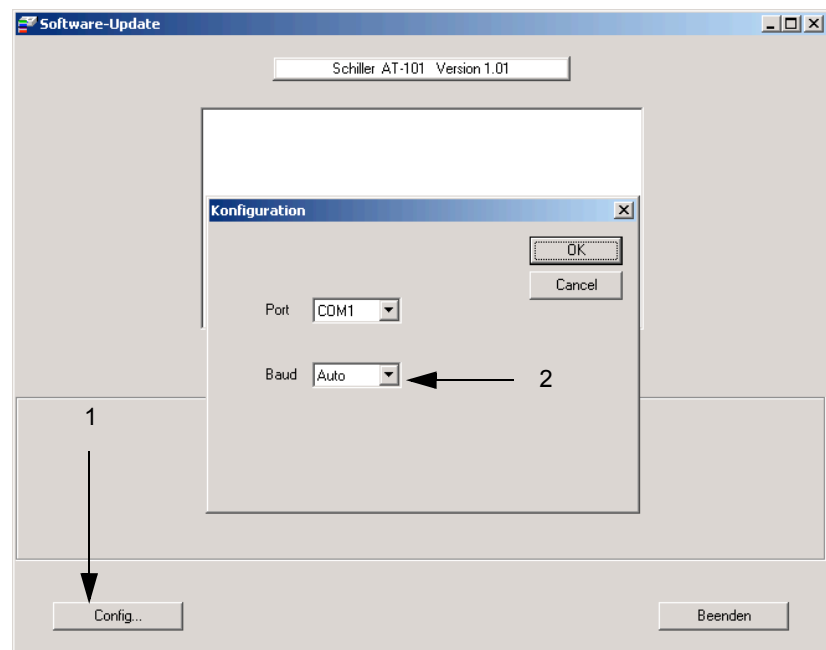 Software-Update
Schiller AT-101 Version 1.01
Konfiguration
OK
Cancel
Port COM1
Baud Auto
2
1
Config...
Beenden